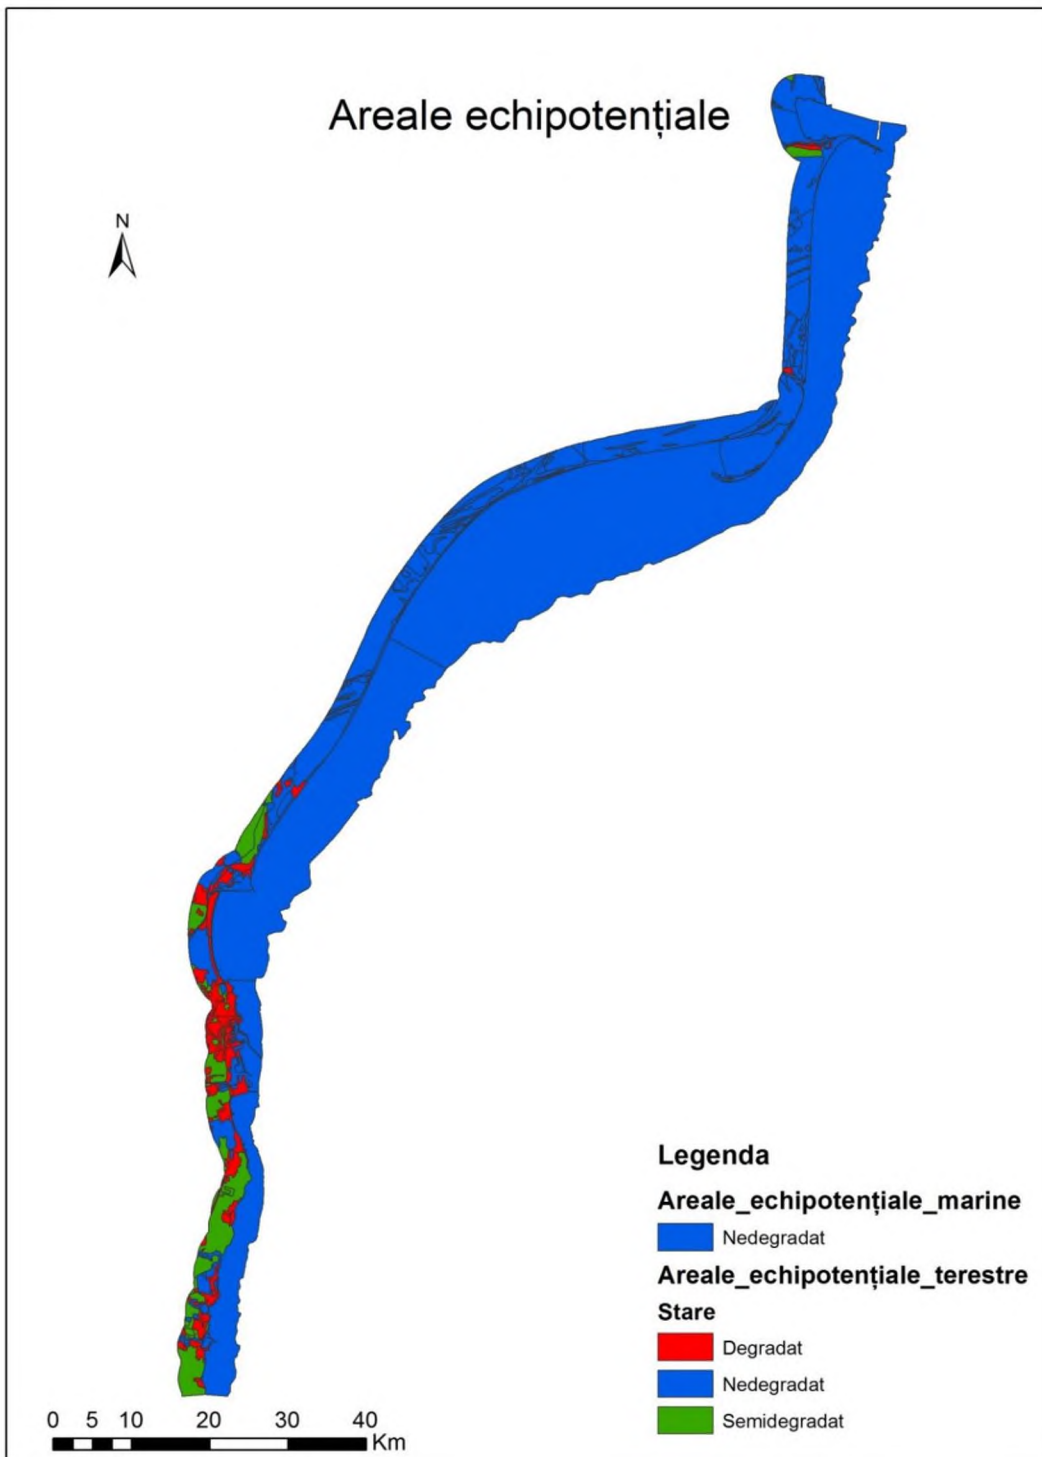 Areale echipotențiale
N
Legenda
Areale_echipotențiale_marine
Nedegradat
Areale_echipotențiale_terestre
Stare
Degradat
Nedegradat
Semidegradat
0 5 10 20 30 40
Km